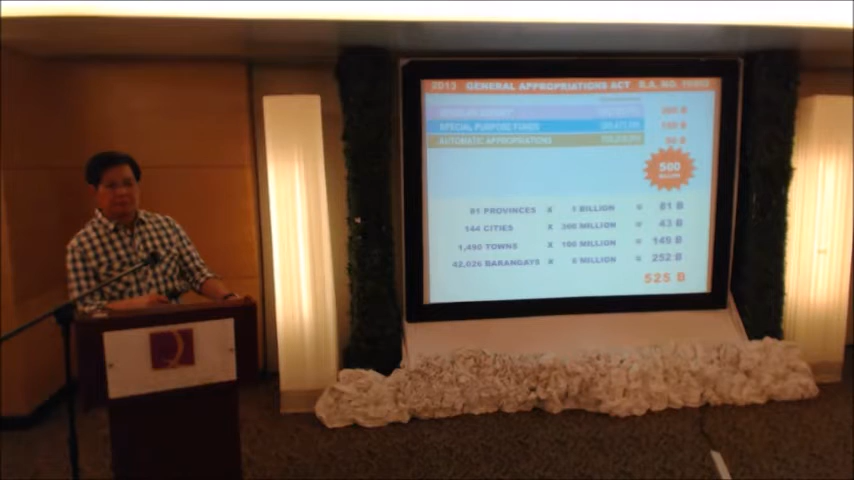 2013 GENERAL APPROPRIATIONS ACT R.A. NO.
SPECIAL PURPOSE FUNDS
AUTOMATIC APPROPRIATIONS
500
BILLION
81 PROVINCES X 1 BILLION = 81 B
144 CITIES X 300 MILLION = 43 B
1,490 TOWNS X 100 MILLION = 149 B
42,026 BARANGAYS X 6 MILLION = 252 B
525 B